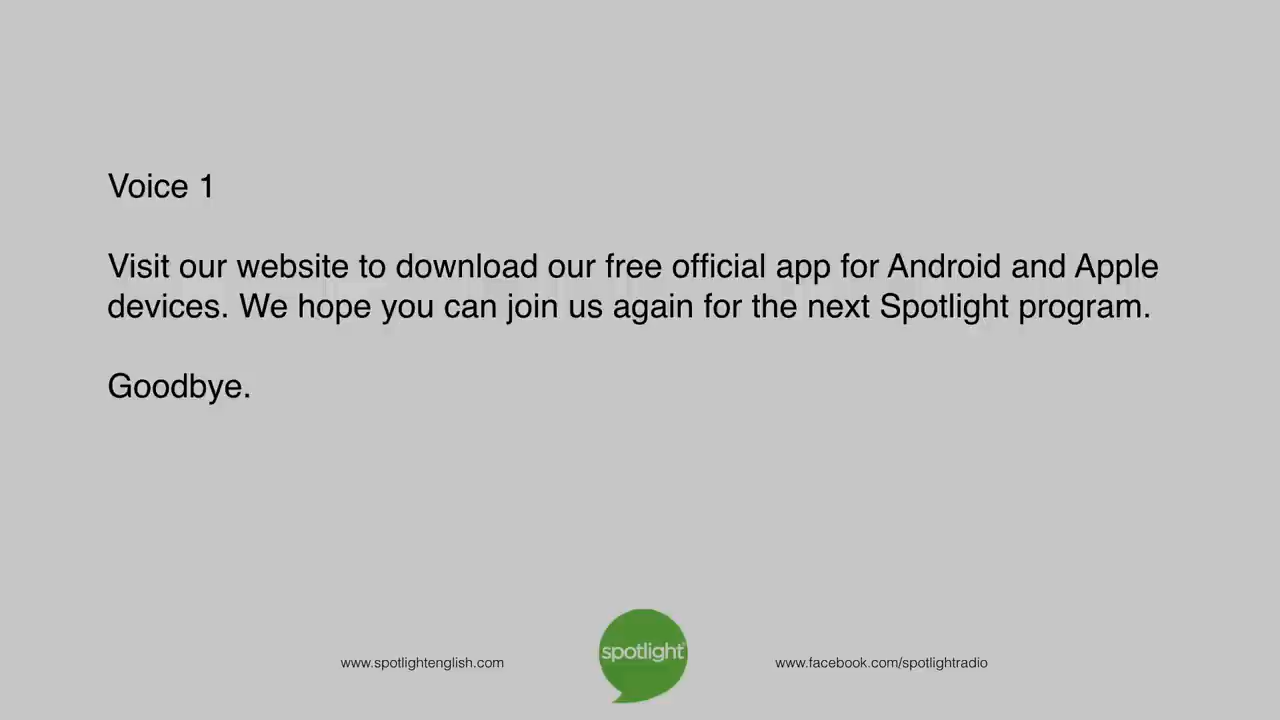 Voice 1
Visit our website to download our free official app for Android and Apple
devices. We hope you can join us again for the next Spotlight program.
Goodbye.
www.spotlightenglish.com
spotlight
www.facebook.com/spotlightradio